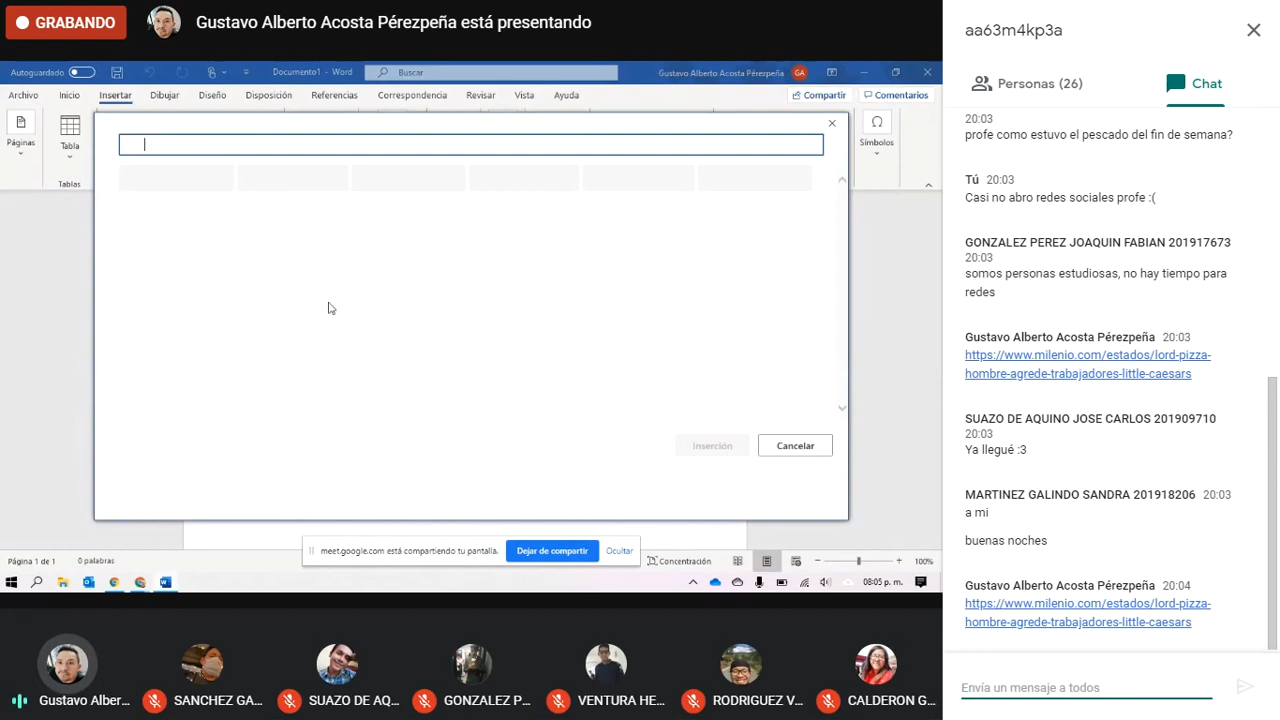 GRABANDO
Gustavo Alberto Acosta Pérezpeña está presentando
Autoguardado
Documento1 - Word
Buscar
Gustavo Alberto Acosta Pérezpeña
GA
Archivo
Inicio
Insertar
Dibujar
Diseño
Disposición
Referencias
Correspondencia
Revisar
Vista
Ayuda
Compartir
Comentarios
Páginas
Tabla
Tablas
Símbolos
Inserción
Cancelar
meet.google.com está compartiendo tu pantalla.
Dejar de compartir
Ocultar
Página 1 de 1
0 palabras
Concentración
100%
08:05 p. m.
Gustavo Alber...
SANCHEZ GA...
SUAZO DE AQ...
GONZALEZ P...
VENTURA HE...
RODRIGUEZ V...
CALDERON G...
aa63m4kp3a
Personas (26)
Chat
20:03
profe como estuvo el pescado del fin de semana?
Tú 20:03
Casi no abro redes sociales profe :(
GONZALEZ PEREZ JOAQUIN FABIAN 201917673
20:03
somos personas estudiosas, no hay tiempo para
redes
Gustavo Alberto Acosta Pérezpeña 20:03
https://www.milenio.com/estados/lord-pizza-
hombre-agrede-trabajadores-little-caesars
SUAZO DE AQUINO JOSE CARLOS 201909710
20:03
Ya llegué :3
MARTINEZ GALINDO SANDRA 201918206 20:03
a mi
buenas noches
Gustavo Alberto Acosta Pérezpeña 20:04
https://www.milenio.com/estados/lord-pizza-
hombre-agrede-trabajadores-little-caesars
Envía un mensaje a todos